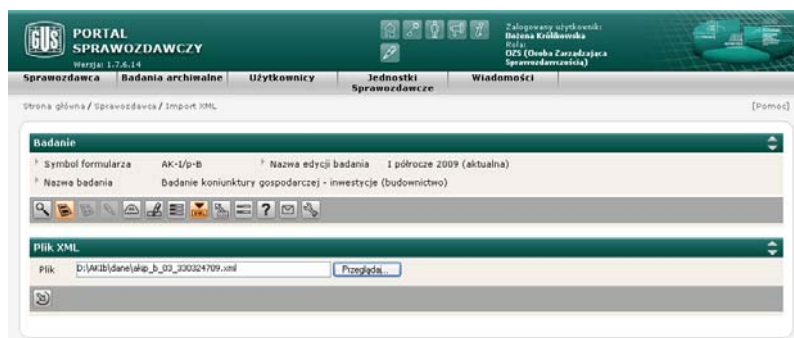 GUS PORTAL
SPRAWOZDAWCZY
Wersja: 1.7.6.14
Zalogowany użytkownik:
Bożena Królikowska
Rola:
OZS (Osoba Zarządzająca
Sprawozdawczością)
Sprawozdawca Badania archiwalne Użytkownicy Jednostki Sprawozdawcze Wiadomości
Strona główna / Sprawozdawca / Import XML [Pomoc]
Badanie
Symbol formularza AK-I/p-B Nazwa edycji badania I półrocze 2009 (aktualna)
Nazwa badania Badanie koniunktury gospodarczej - inwestycje (budownictwo)
XML ?
Plik XML
Plik D:\AKIb\dane\akip_b_03_330324709.xml Przeglądaj...